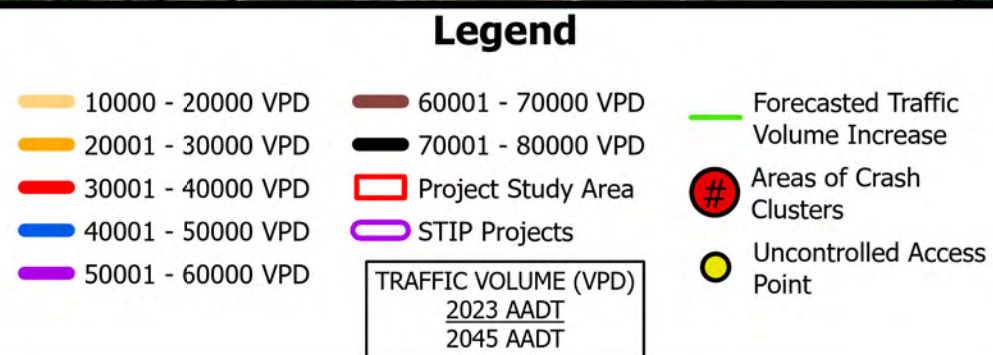 Legend
10000 - 20000 VPD
20001 - 30000 VPD
30001 - 40000 VPD
40001 - 50000 VPD
50001 - 60000 VPD
60001 - 70000 VPD
70001 - 80000 VPD
Project Study Area
STIP Projects
TRAFFIC VOLUME (VPD)
2023 AADT
2045 AADT
Forecasted Traffic
Volume Increase
#
Areas of Crash
Clusters
Uncontrolled Access
Point